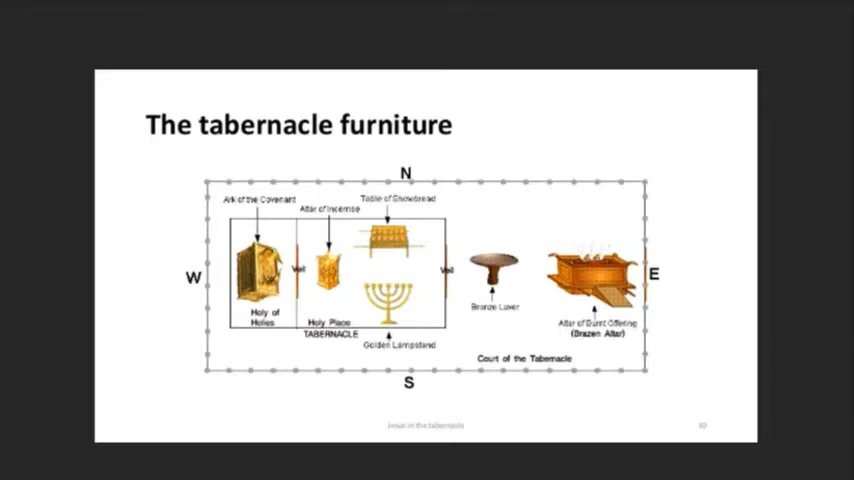 The tabernacle furniture
N
Ark of the Covenant
Altar of Incense
Table of Showbread
W
Veil
Veil
E
Bronze Laver
Holy of
Holies
Holy Place
TABERNACLE
Golden Lampstand
Altar of Burnt Offering
(Brazen Altar)
Court of the Tabernacle
S
Jesus in the tabernacle